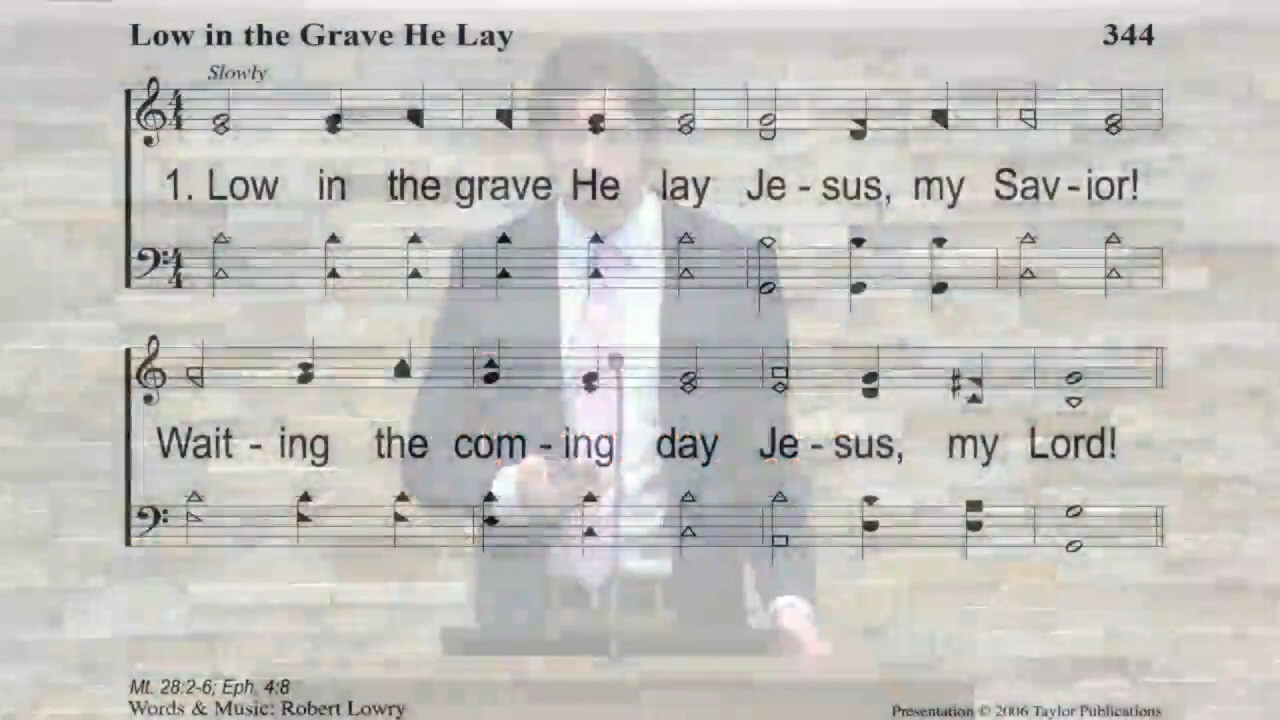 Low in the Grave He Lay 344
Slowly
1. Low in the grave He lay Je - sus, my Sav - ior!
Wait - ing the com - ing day Je - sus, my Lord!
Mt. 28:2-6; Eph. 4:8
Words & Music: Robert Lowry
Presentation © 2006 Taylor Publications